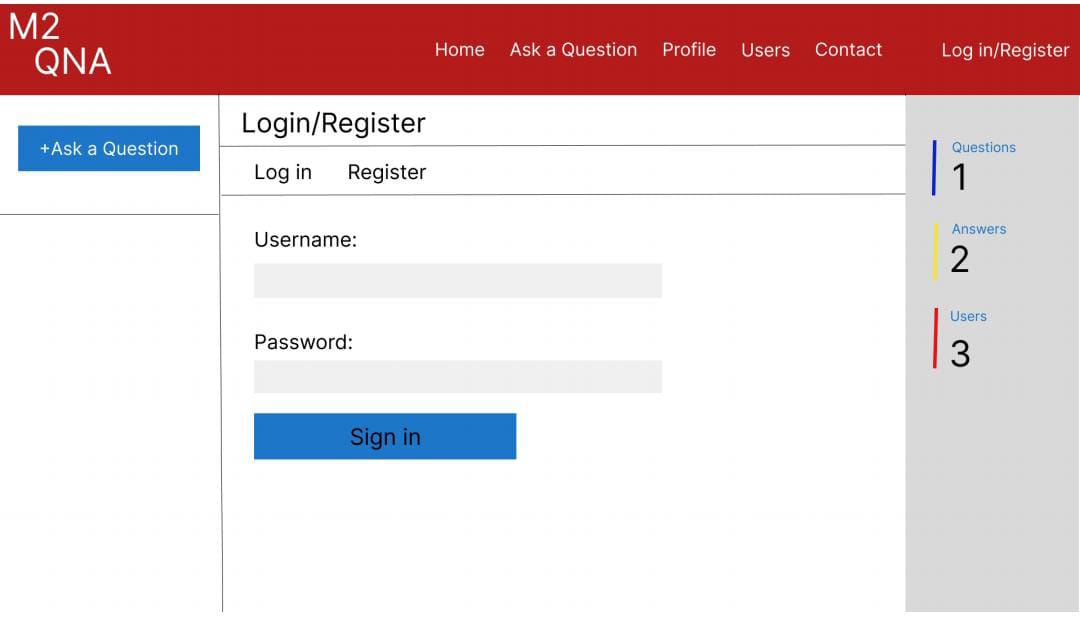 M2
QNA
Home Ask a Question Profile Users Contact Log in/Register
+Ask a Question
Login/Register
Log in Register
Username:
Password:
Sign in
Questions
1
Answers
2
Users
3